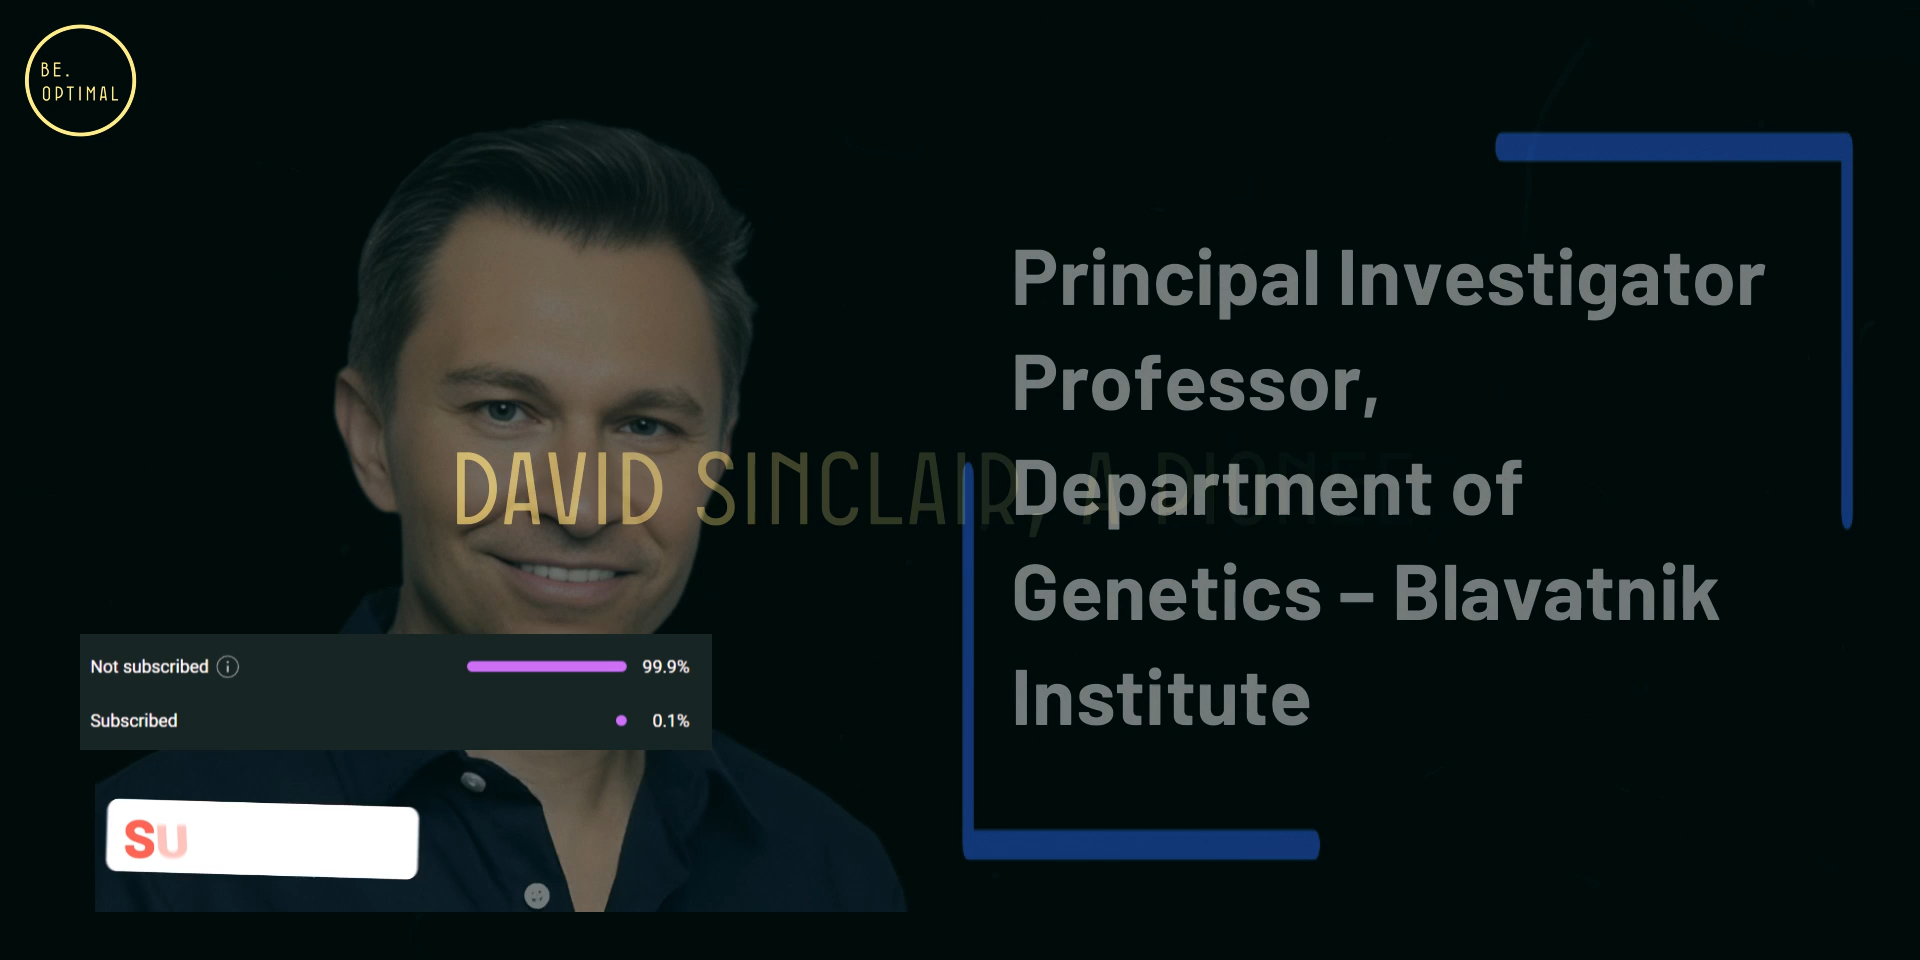 BE.
OPTIMAL
Principal Investigator
Professor,
Department of
Genetics – Blavatnik
Institute
DAVID SINCLAIR, A PIONEE
Not subscribed 99.9%
Subscribed 0.1%
SU